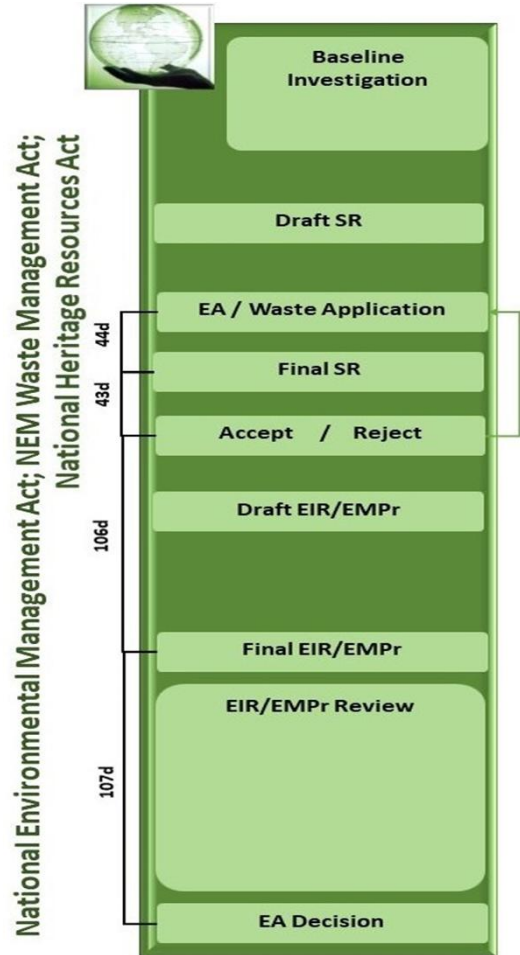 National Environmental Management Act; NEM Waste Management Act;
National Heritage Resources Act
Baseline
Investigation
Draft SR
EA / Waste Application
44d
Final SR
43d
Accept / Reject
Draft EIR/EMPr
106d
Final EIR/EMPr
EIR/EMPr Review
107d
EA Decision